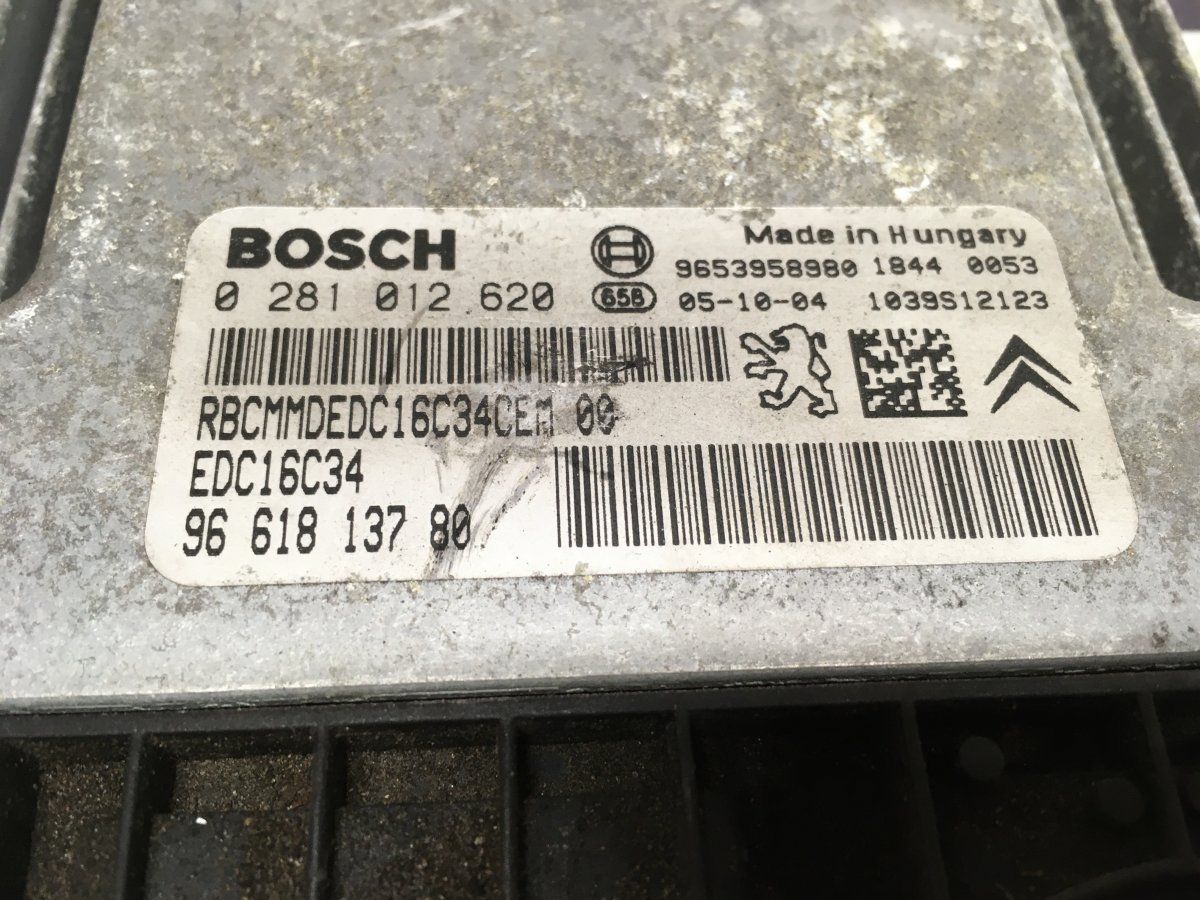 BOSCH
Made in Hungary
9653958980 1844 0053
0 281 012 620
658
05-10-04 1039S12123
RBCMMDEDC16C34CEM 00
EDC16C34
96 618 137 80